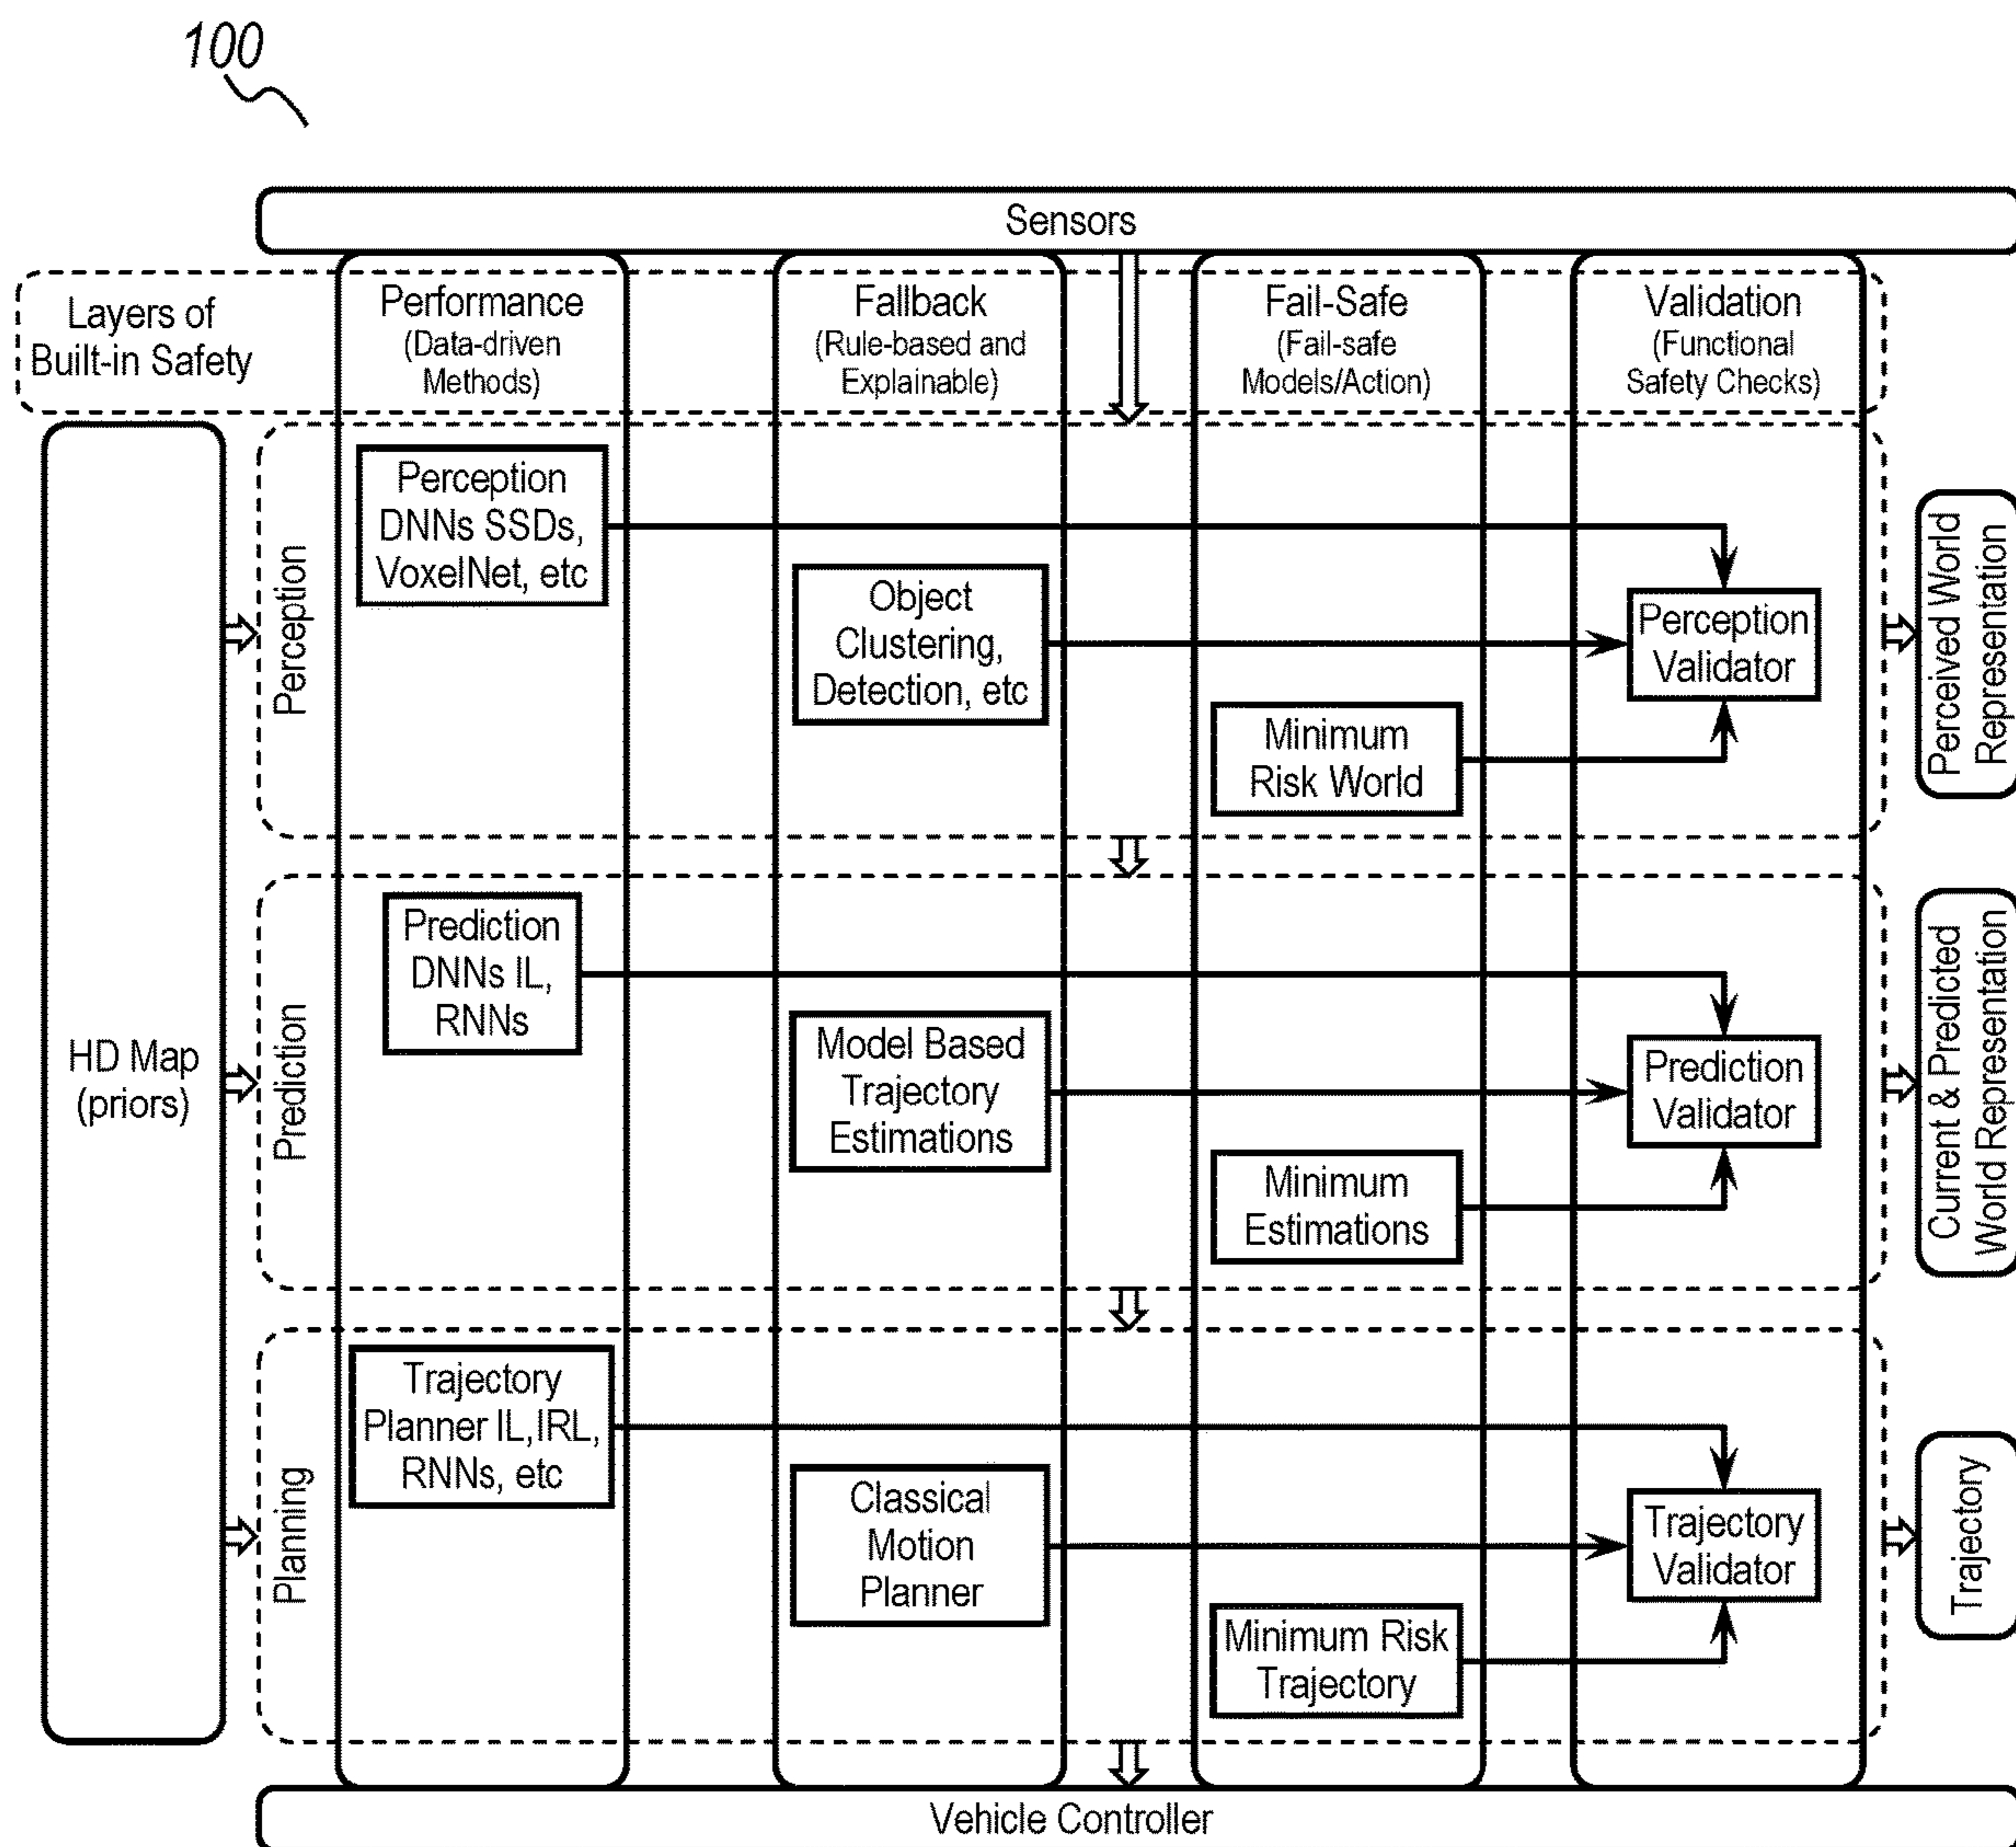 100
Sensors
Layers of
Built-in Safety
Performance
(Data-driven
Methods)
Fallback
(Rule-based and
Explainable)
Fail-Safe
(Fail-safe
Models/Action)
Validation
(Functional
Safety Checks)
HD Map
(priors)
Perception
Perception
DNNs SSDs,
VoxelNet, etc
Object
Clustering,
Detection, etc
Minimum
Risk World
Perception
Validator
Perceived World
Representation
Prediction
Prediction
DNNs IL,
RNNs
Model Based
Trajectory
Estimations
Minimum
Estimations
Prediction
Validator
Current & Predicted
World Representation
Planning
Trajectory
Planner IL,IRL,
RNNs, etc
Classical
Motion
Planner
Minimum Risk
Trajectory
Trajectory
Validator
Trajectory
Vehicle Controller